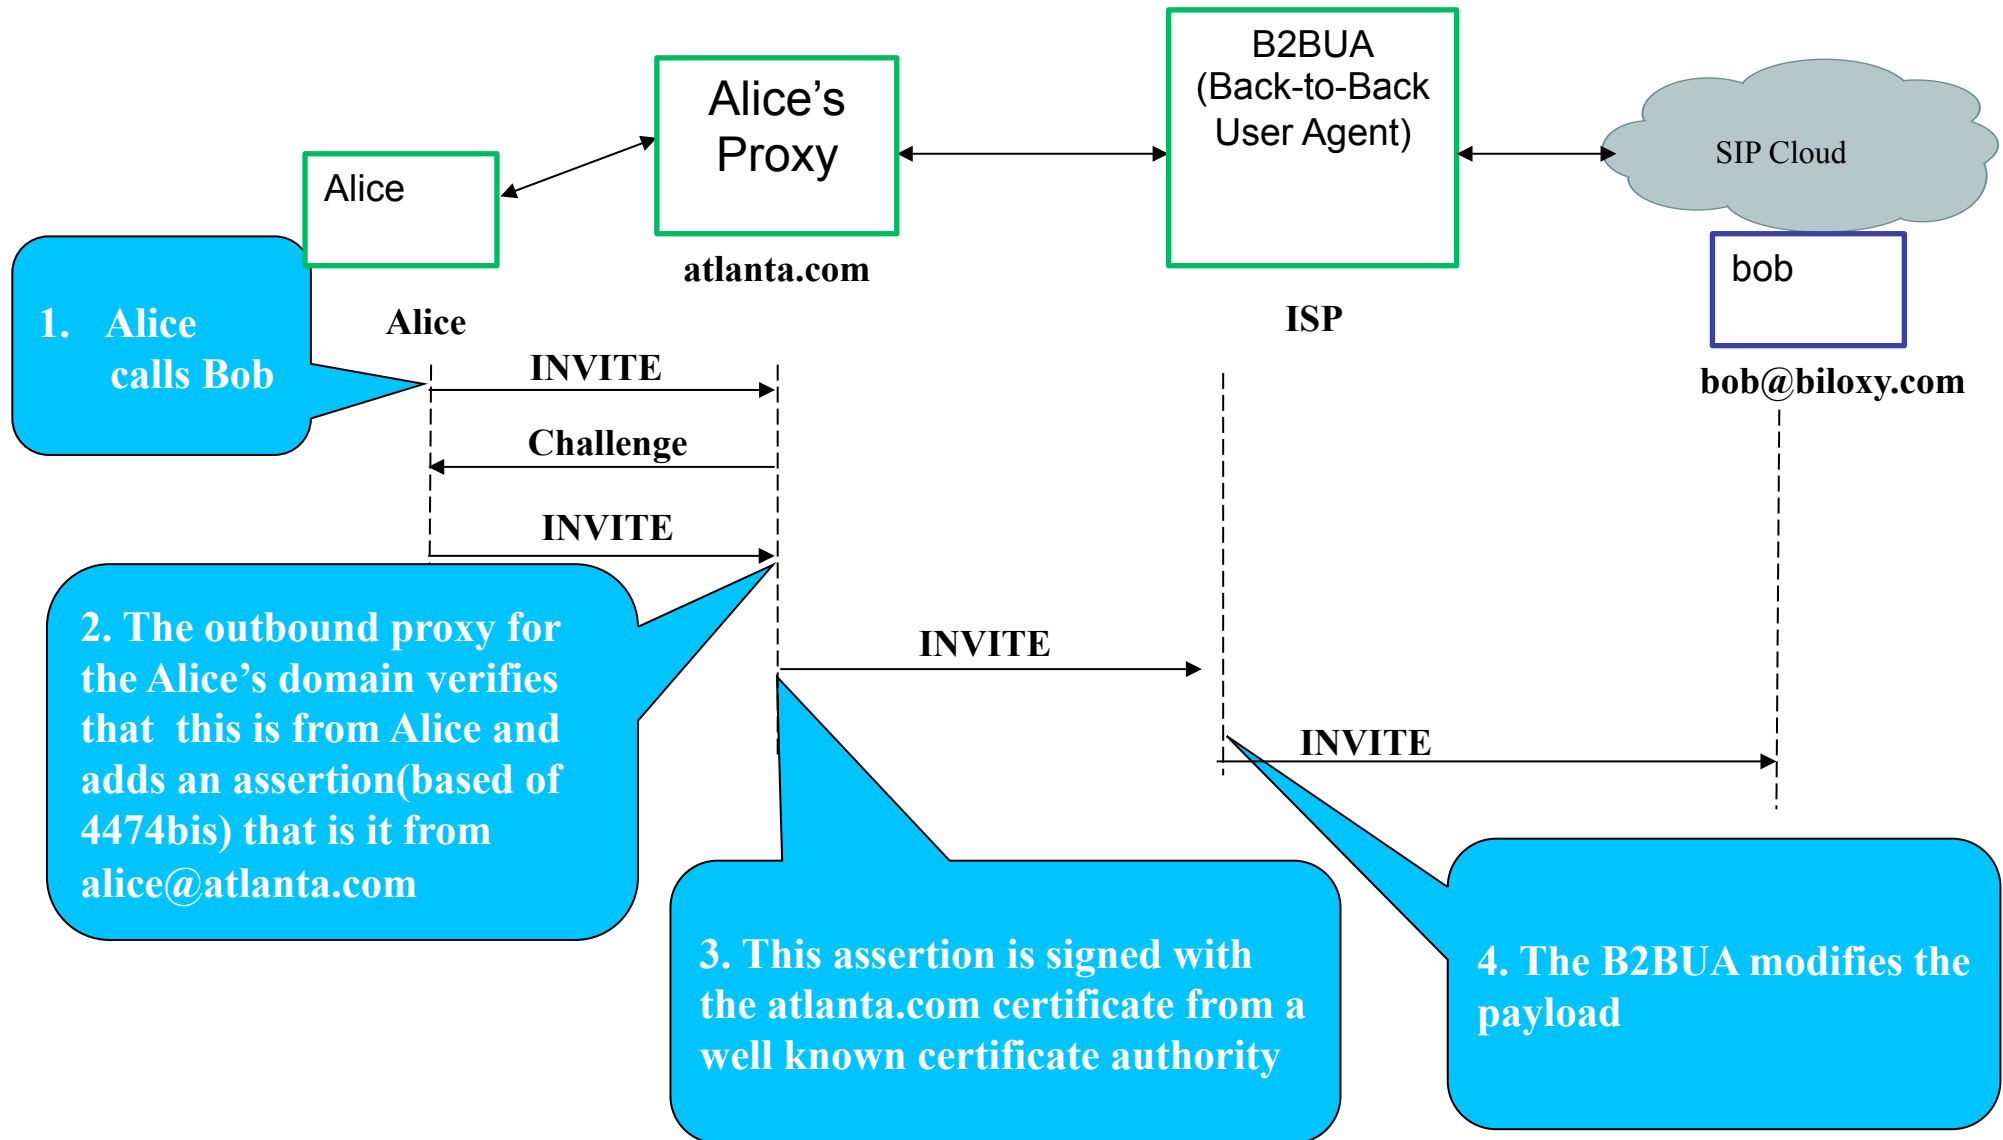 B2BUA
(Back-to-Back
User Agent)
Alice’s
Proxy
SIP Cloud
Alice
atlanta.com
bob
Alice
ISP
bob@biloxy.com
1. Alice
calls Bob
INVITE
Challenge
INVITE
2. The outbound proxy for
the Alice’s domain verifies
that this is from Alice and
adds an assertion(based of
4474bis) that is it from
alice@atlanta.com
INVITE
INVITE
3. This assertion is signed with
the atlanta.com certificate from a
well known certificate authority
4. The B2BUA modifies the
payload